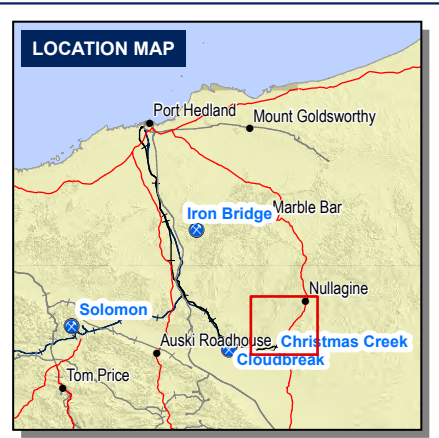 LOCATION MAP
Port Hedland
Mount Goldsworthy
Iron Bridge
Marble Bar
Nullagine
Solomon
Auski Roadhouse
Christmas Creek
Cloudbreak
Tom Price